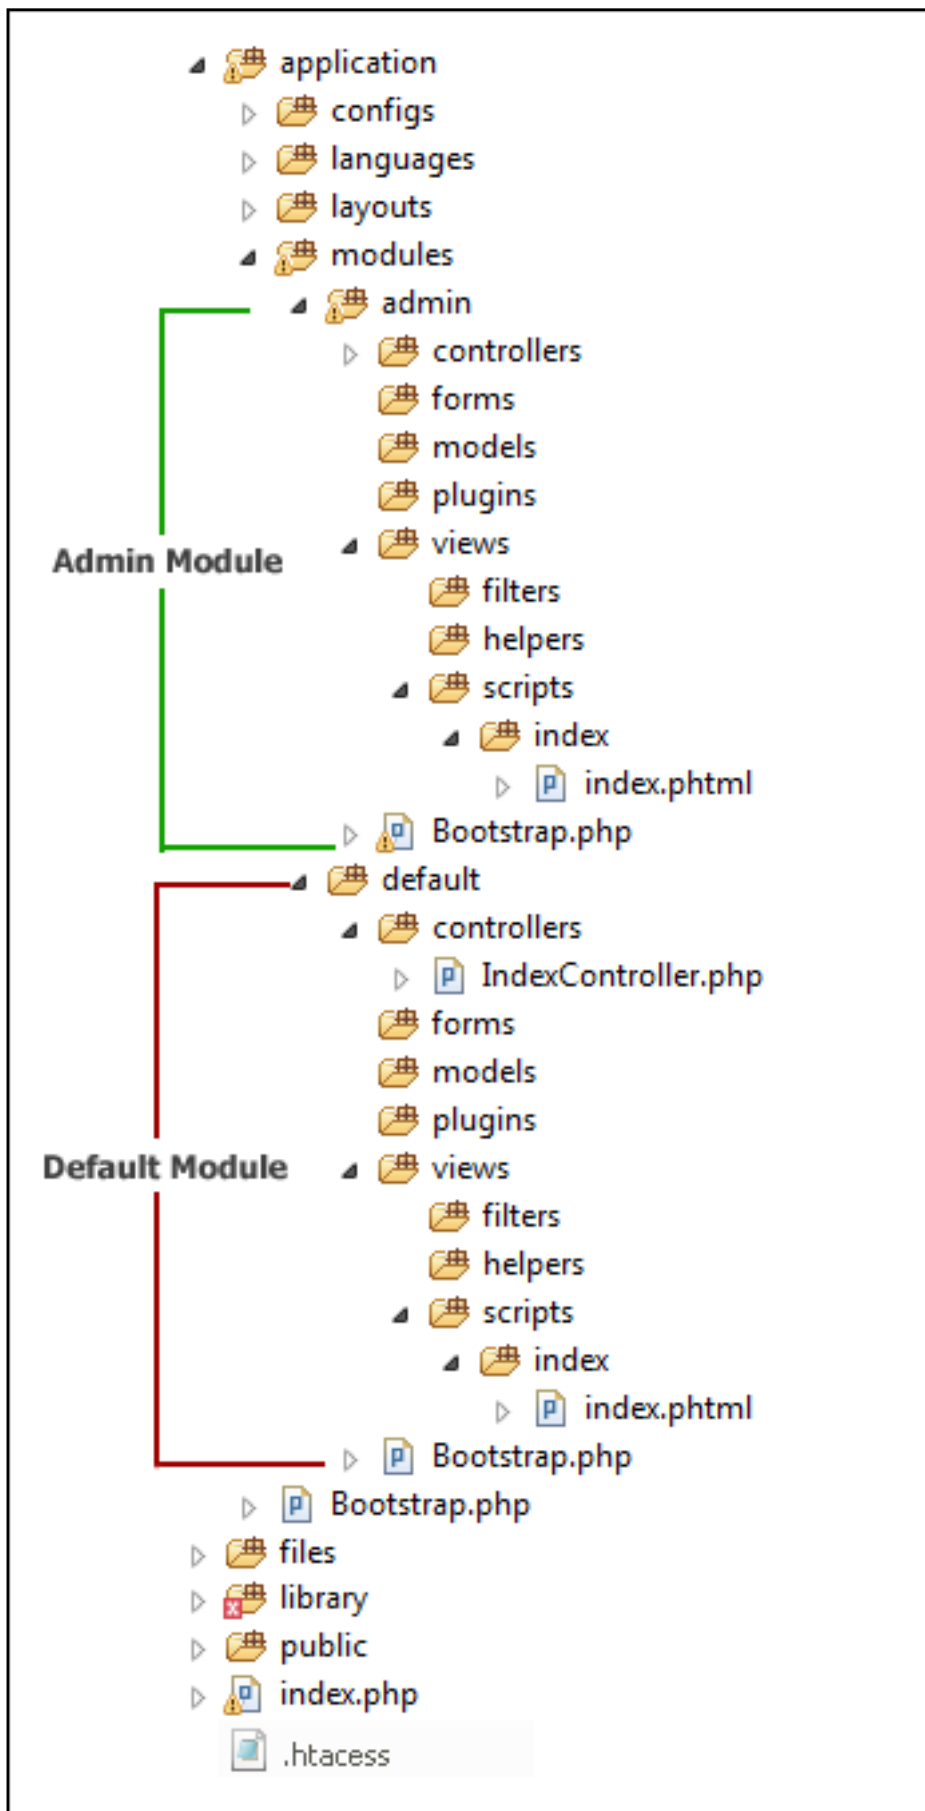 application
configs
languages
layouts
modules
admin
controllers
forms
models
plugins
views
Admin Module
filters
helpers
scripts
index
index.phtml
Bootstrap.php
default
controllers
IndexController.php
forms
models
plugins
views
Default Module
filters
helpers
scripts
index
index.phtml
Bootstrap.php
Bootstrap.php
files
library
public
index.php
.htacess